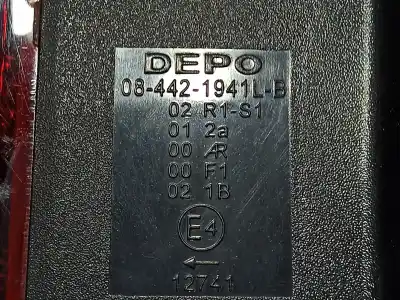 DEPO
08-442-1941L-B
02 R1-S1
01 2a
00 AR
00 F1
02 1B
E4
←
12741